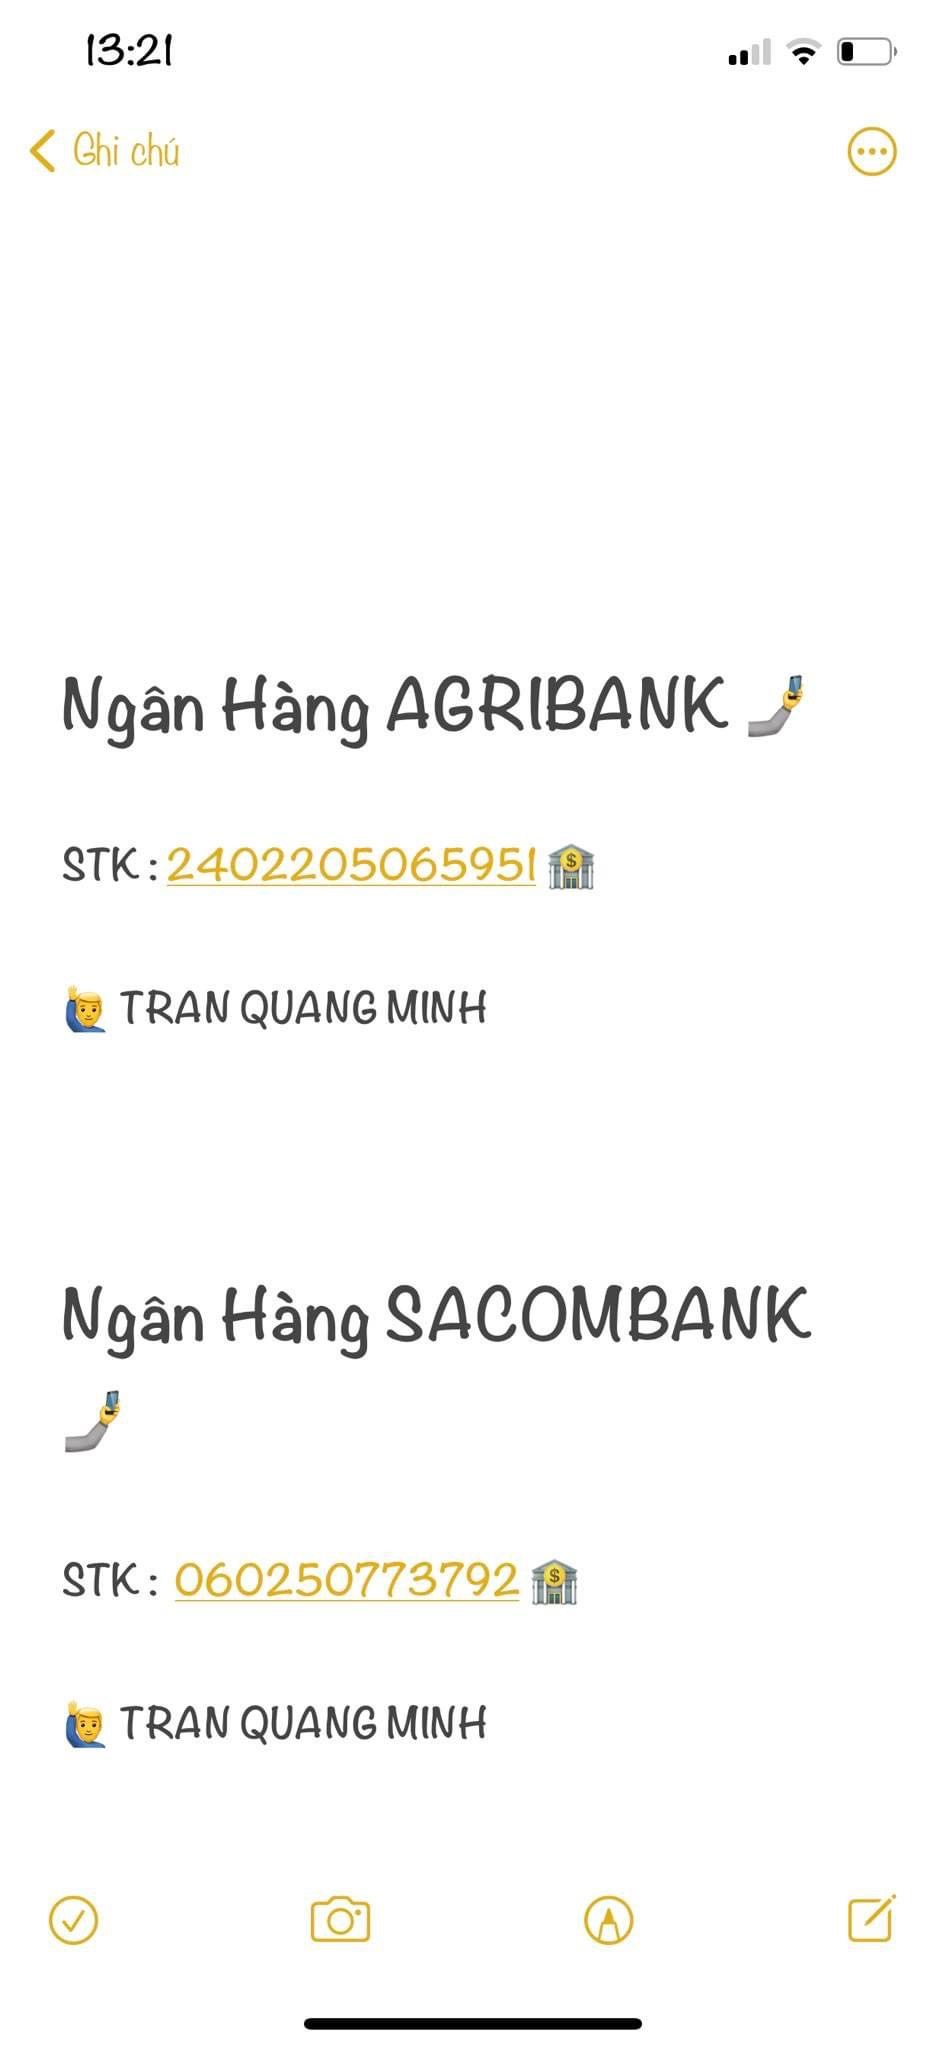 13:21
Ghi chú
Ngân Hàng AGRIBANK
STK : 2402205065951
TRAN QUANG MINH
Ngân Hàng SACOMBANK
STK : 060250773792
TRAN QUANG MINH